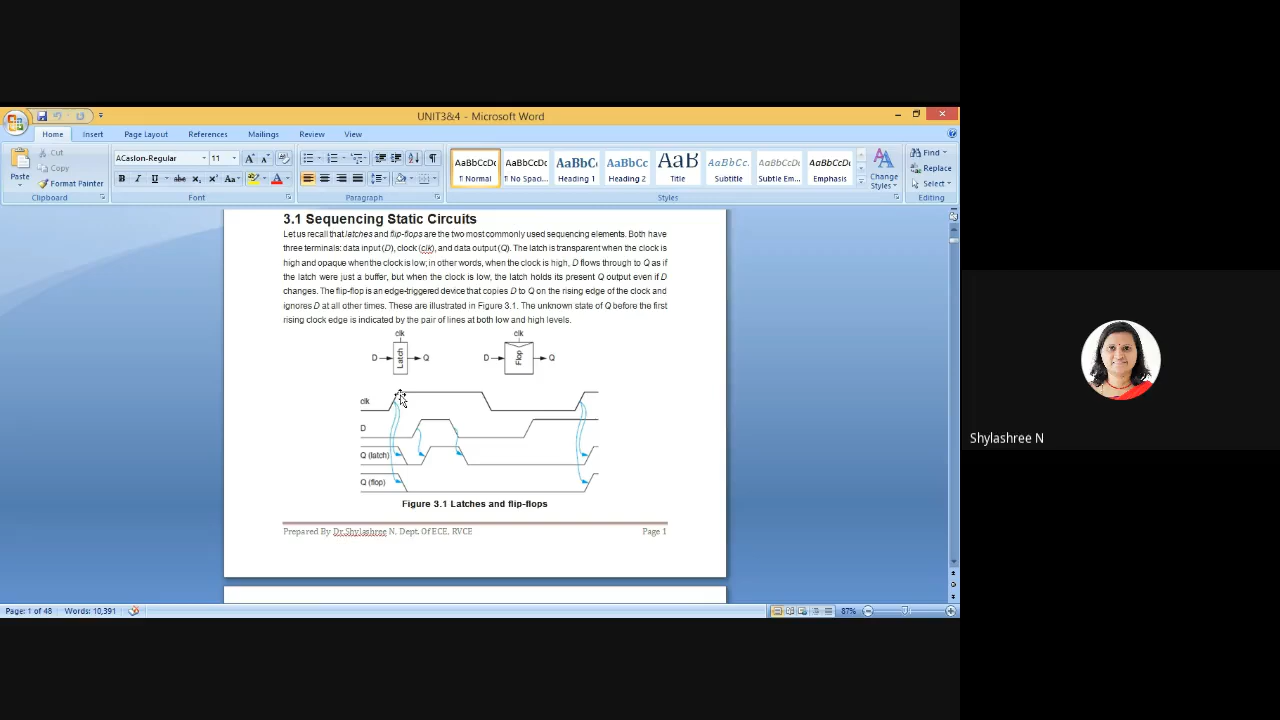 UNIT3&4 - Microsoft Word
Home Insert Page Layout References Mailings Review View
Paste
Cut
Copy
Format Painter
Clipboard
ACaslon-Regular 11
B I U abc x₂ x² Aa
Font
Paragraph
AaBbCcDc AaBbCcDc AaBbCc AaBbCc AaB AaBbCc. AaBbCcDc AaBbCcDc
¶ Normal ¶ No Spaci... Heading 1 Heading 2 Title Subtitle Subtle Em... Emphasis
Change Styles
Styles
Find
Replace
Select
Editing
3.1 Sequencing Static Circuits
Let us recall that latches and flip-flops are the two most commonly used sequencing elements. Both have
three terminals: data input (D), clock (clk), and data output (Q). The latch is transparent when the clock is
high and opaque when the clock is low; in other words, when the clock is high, D flows through to Q as if
the latch were just a buffer, but when the clock is low, the latch holds its present Q output even if D
changes. The flip-flop is an edge-triggered device that copies D to Q on the rising edge of the clock and
ignores D at all other times. These are illustrated in Figure 3.1. The unknown state of Q before the first
rising clock edge is indicated by the pair of lines at both low and high levels.
clk clk
D Latch Q D Flop Q
clk
D
Q (latch)
Q (flop)
Figure 3.1 Latches and flip-flops
Prepared By Dr.Shylashree N, Dept. Of ECE, RVCE Page 1
Page: 1 of 48 Words: 10,391 87%
Shylashree N